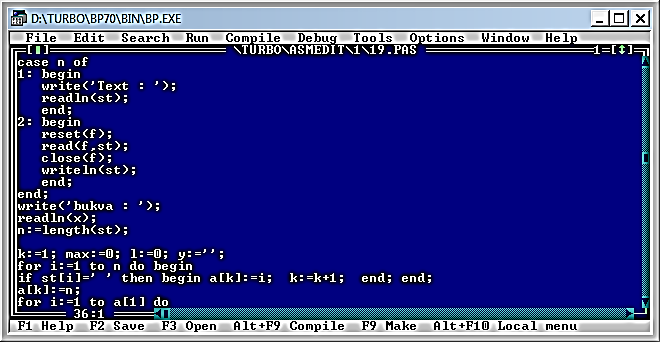 D:\TURBO\BP70\BIN\BP.EXE
File Edit Search Run Compile Debug Tools Options Window Help
[▮] \TURBO\ASMEDIT\1\19.PAS 1=[↕]
case n of
1: begin
   write('Text : ');
   readln(st);
   end;
2: begin
   reset(f);
   read(f,st);
   close(f);
   writeln(st);
   end;
end;
write('bukva : ');
readln(x);
n:=length(st);

k:=1; max:=0; l:=0; y:='';
for i:=1 to n do begin
if st[i]=' ' then begin a[k]:=i;  k:=k+1;  end; end;
a[k]:=n;
for i:=1 to a[1] do
36:1
F1 Help F2 Save F3 Open Alt+F9 Compile F9 Make Alt+F10 Local menu